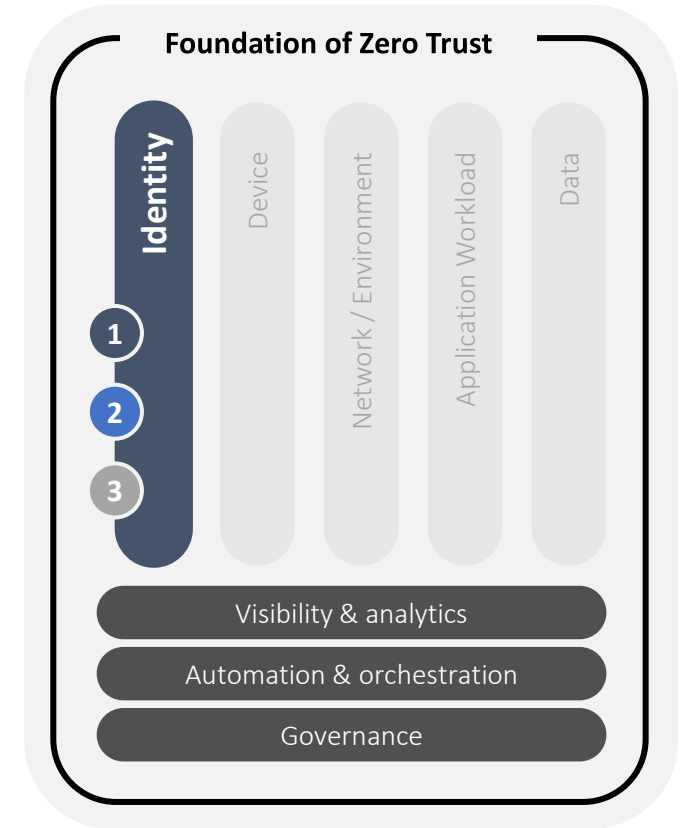 Foundation of Zero Trust
Identity
Device
Network / Environment
Application Workload
Data
1
2
3
Visibility & analytics
Automation & orchestration
Governance